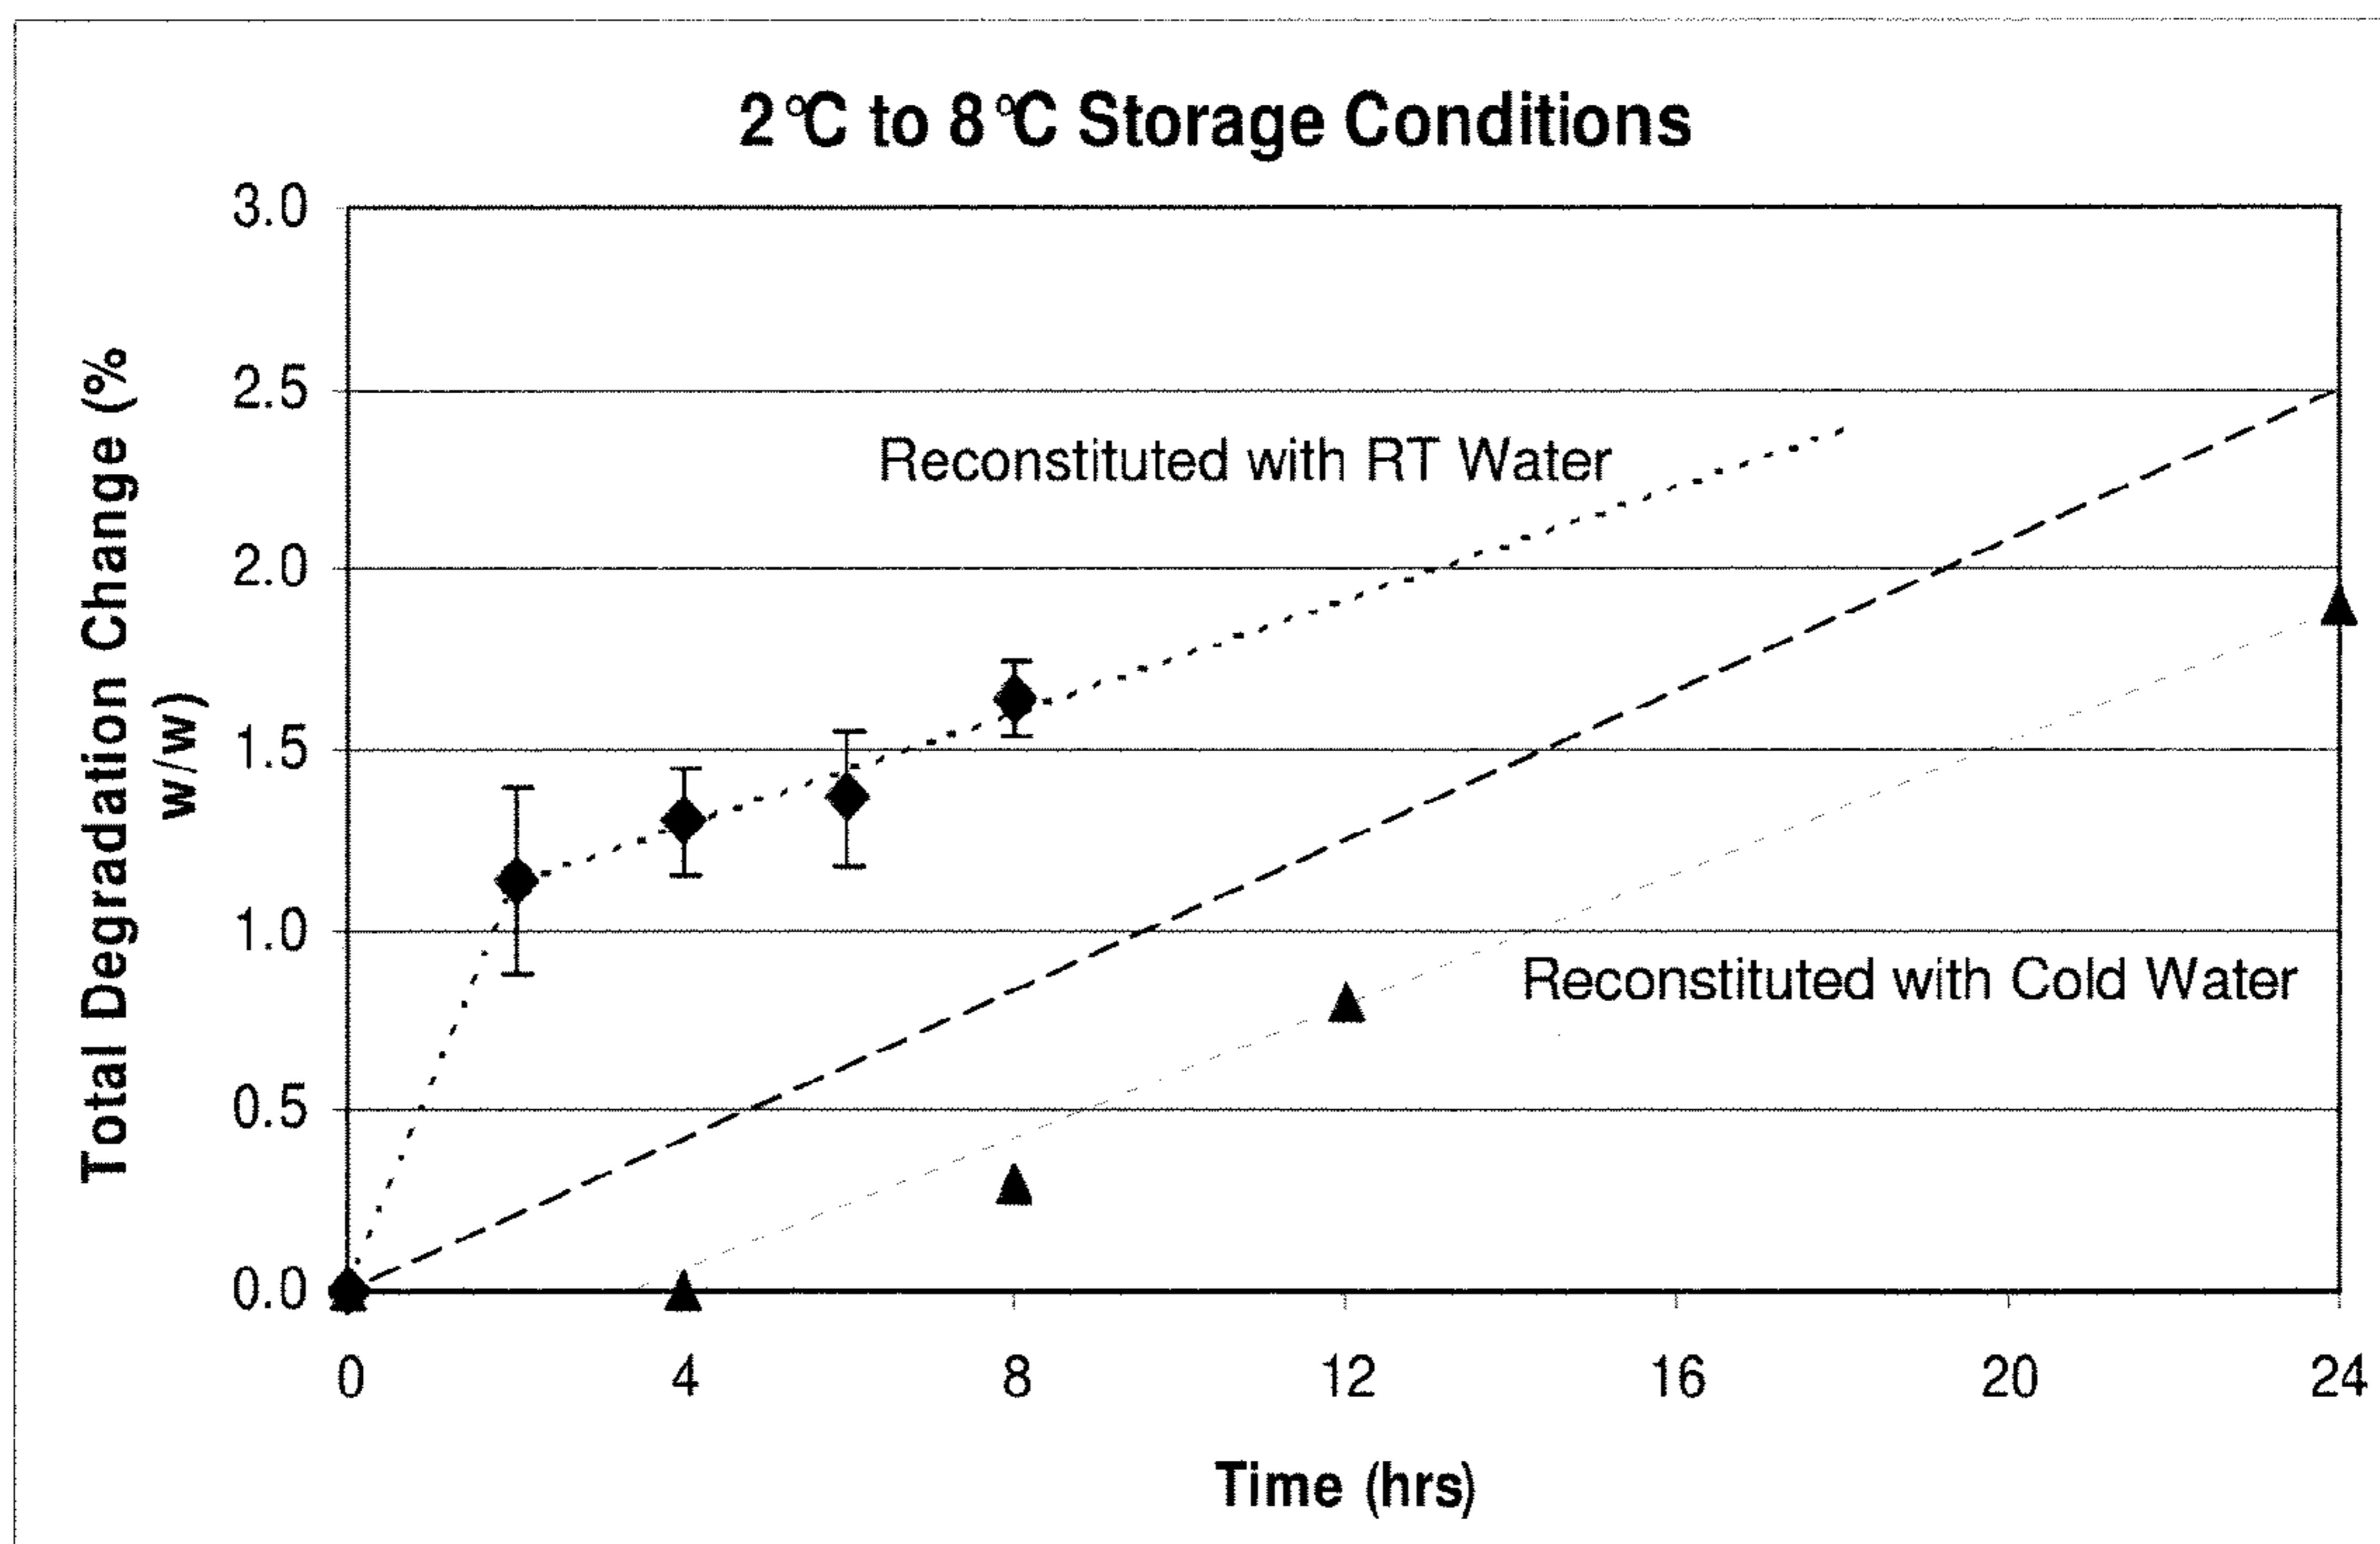 2°C to 8°C Storage Conditions
Total Degradation Change (%
w/w)
3.0
2.5
2.0
1.5
1.0
0.5
0.0
Reconstituted with RT Water
Reconstituted with Cold Water
0 4 8 12 16 20 24
Time (hrs)